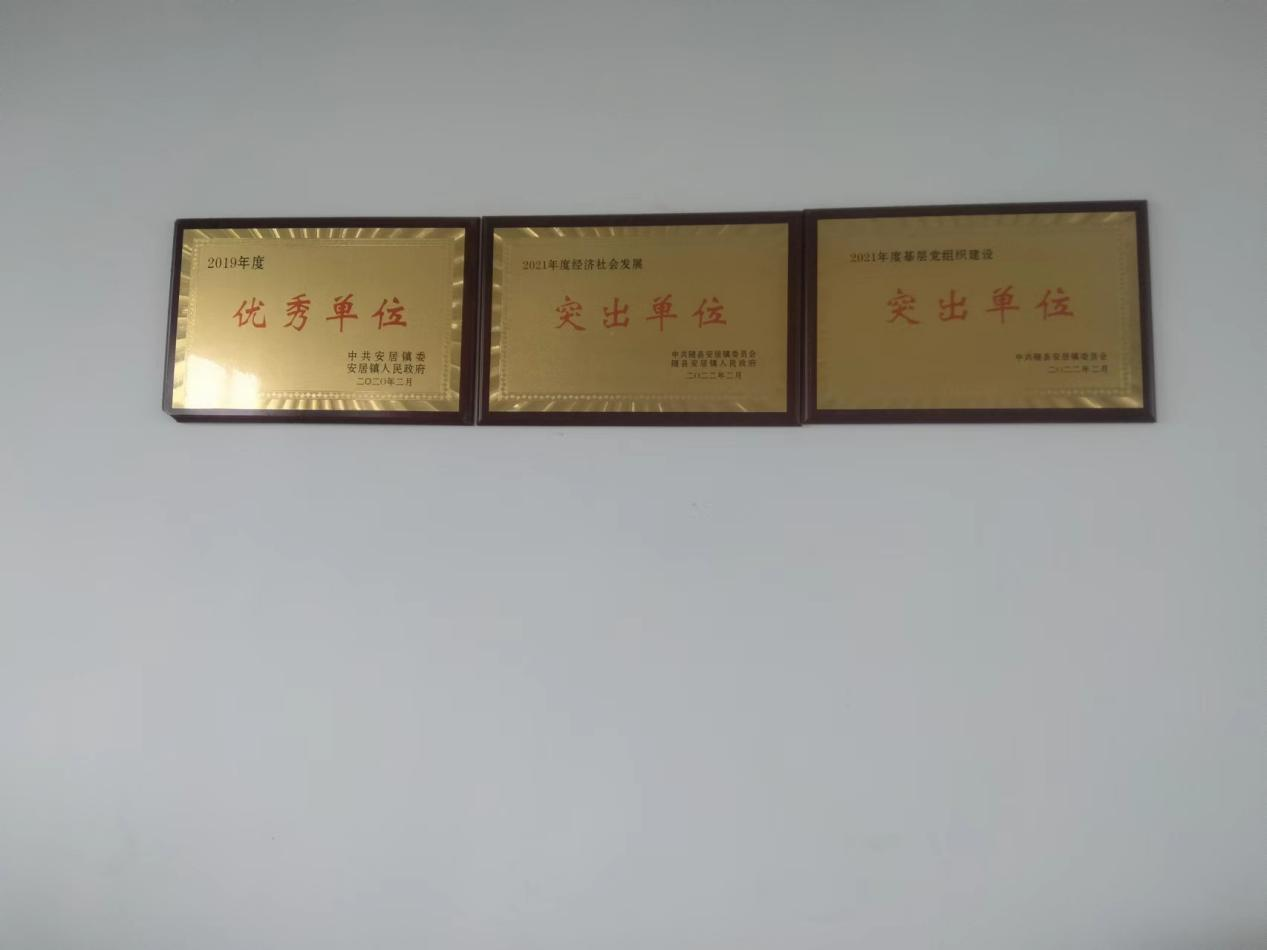 2019年度
优秀单位
中共安居镇委
安居镇人民政府
二〇二〇年二月
2021年度经济社会发展
突出单位
中共随县安居镇委员会
随县安居镇人民政府
二〇二二年二月
2021年度基层党组织建设
突出单位
中共随县安居镇委员会
二〇二二年二月